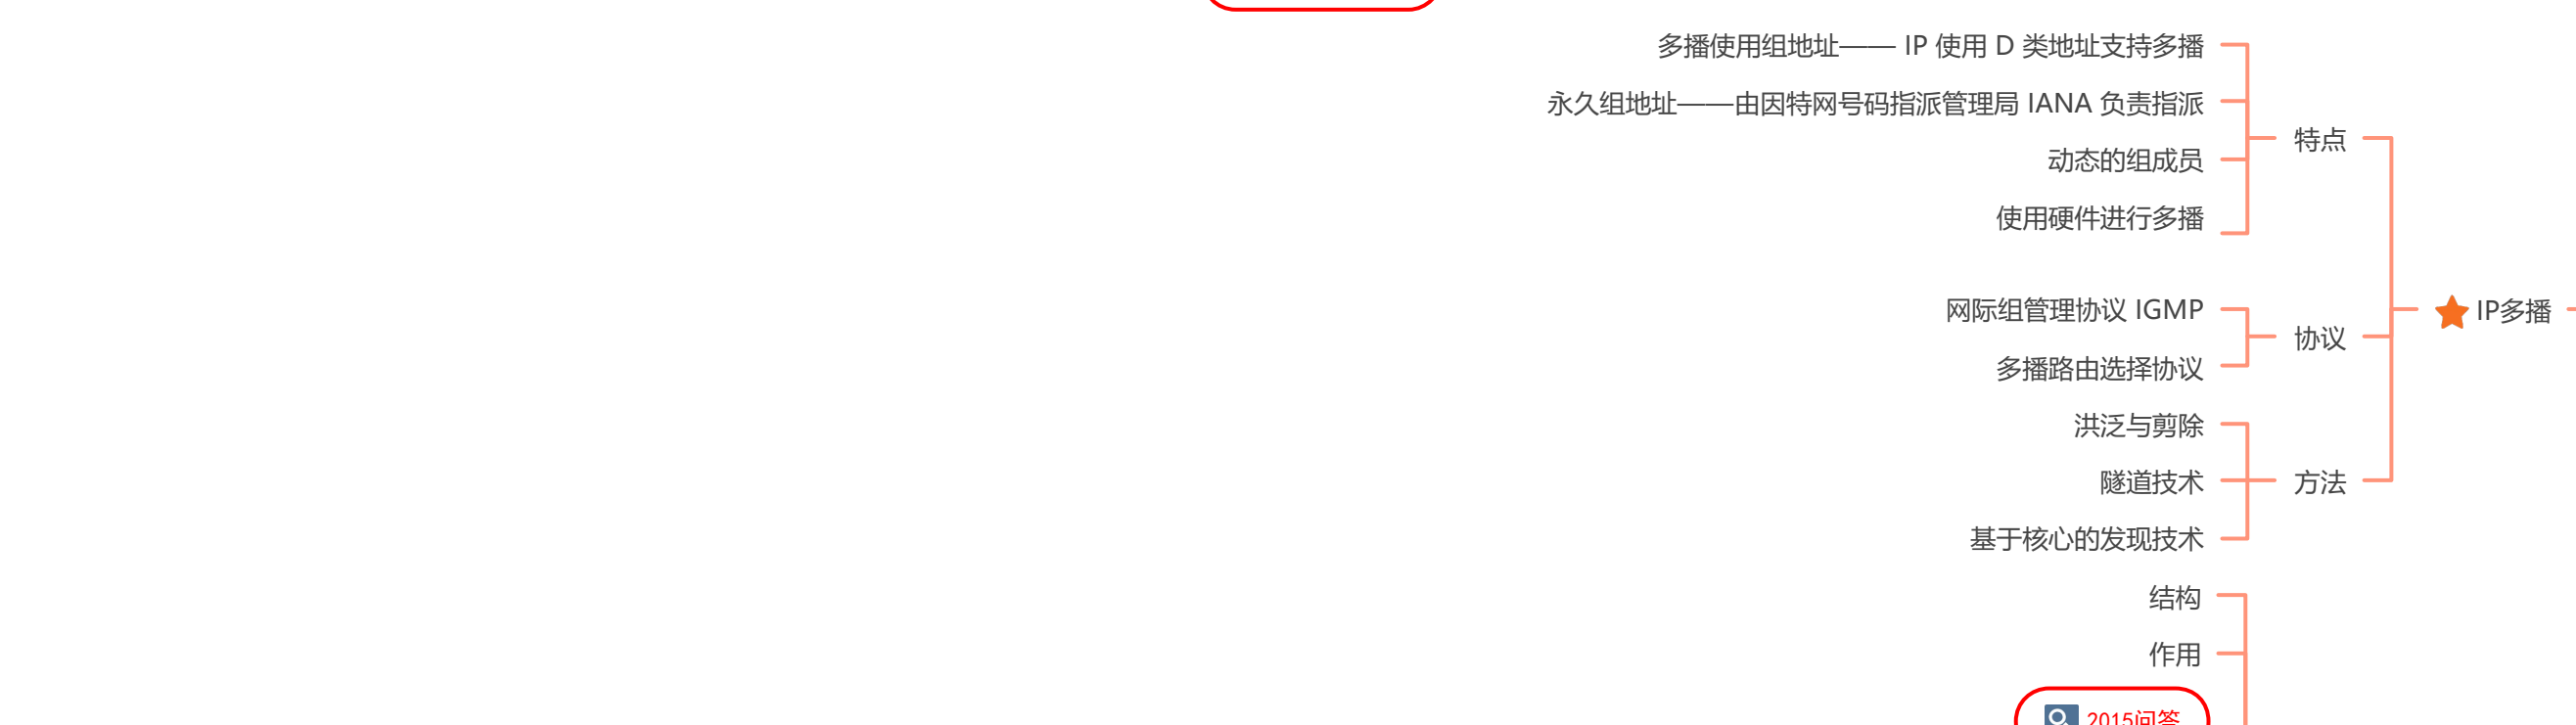 多播使用组地址—— IP 使用 D 类地址支持多播
永久组地址——由因特网号码指派管理局 IANA 负责指派
动态的组成员
使用硬件进行多播
特点
网际组管理协议 IGMP
多播路由选择协议
协议
IP多播
洪泛与剪除
隧道技术
基于核心的发现技术
方法
结构
作用
2015问答